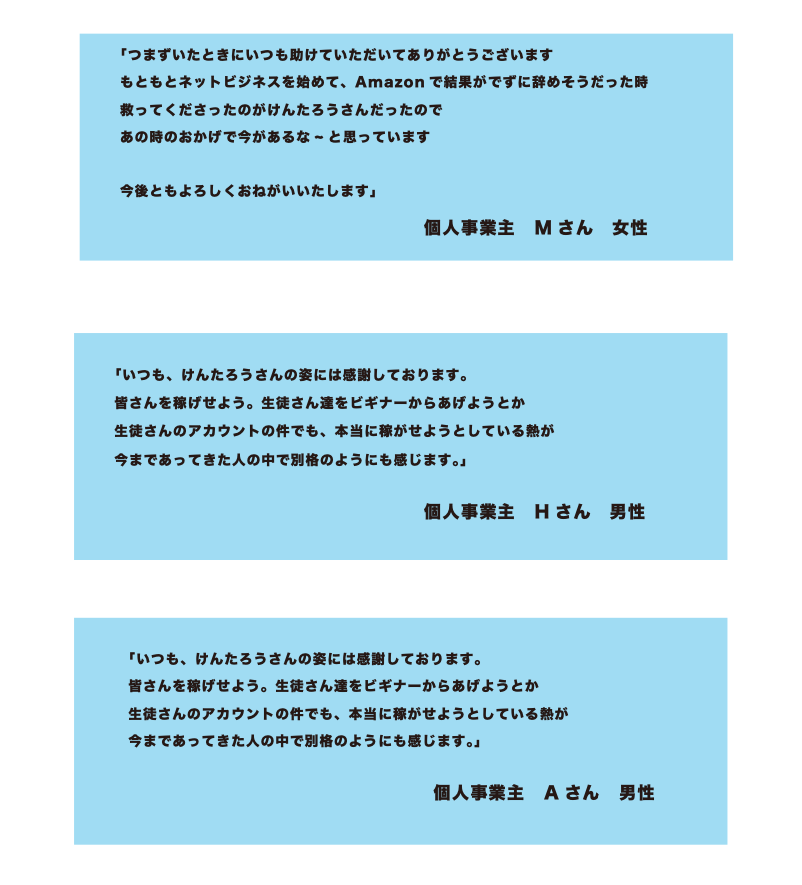 「つまずいたときにいつも助けていただいてありがとうございます
もともとネットビジネスを始めて、Amazonで結果がでずに辞めそうだった時
救ってくださったのがけんたろうさんだったので
あの時のおかげで今があるな~と思っています
今後ともよろしくおねがいいたします」
個人事業主　Mさん　女性
「いつも、けんたろうさんの姿には感謝しております。
皆さんを稼げせよう。生徒さん達をビギナーからあげようとか
生徒さんのアカウントの件でも、本当に稼がせようとしている熱が
今まであってきた人の中で別格のようにも感じます。」
個人事業主　Hさん　男性
「いつも、けんたろうさんの姿には感謝しております。
皆さんを稼げせよう。生徒さん達をビギナーからあげようとか
生徒さんのアカウントの件でも、本当に稼がせようとしている熱が
今まであってきた人の中で別格のようにも感じます。」
個人事業主　Aさん　男性